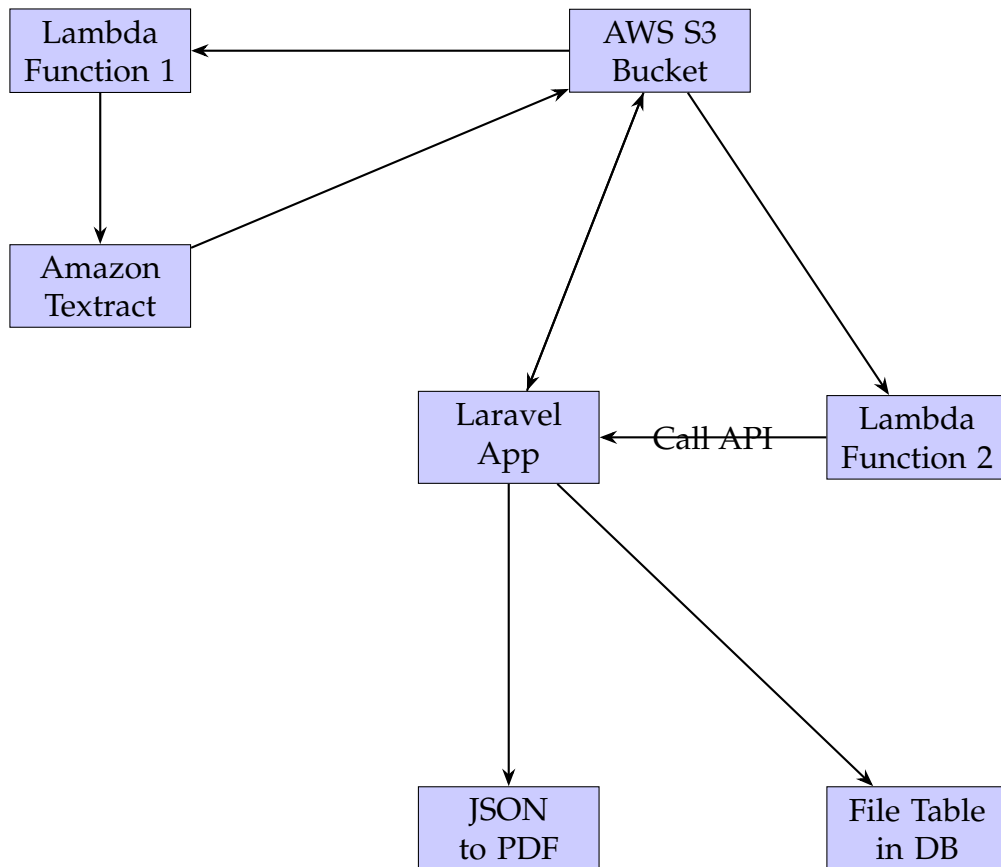 Lambda
Function 1
AWS S3
Bucket
Amazon
Textract
Laravel
App
Call API
Lambda
Function 2
JSON
to PDF
File Table
in DB